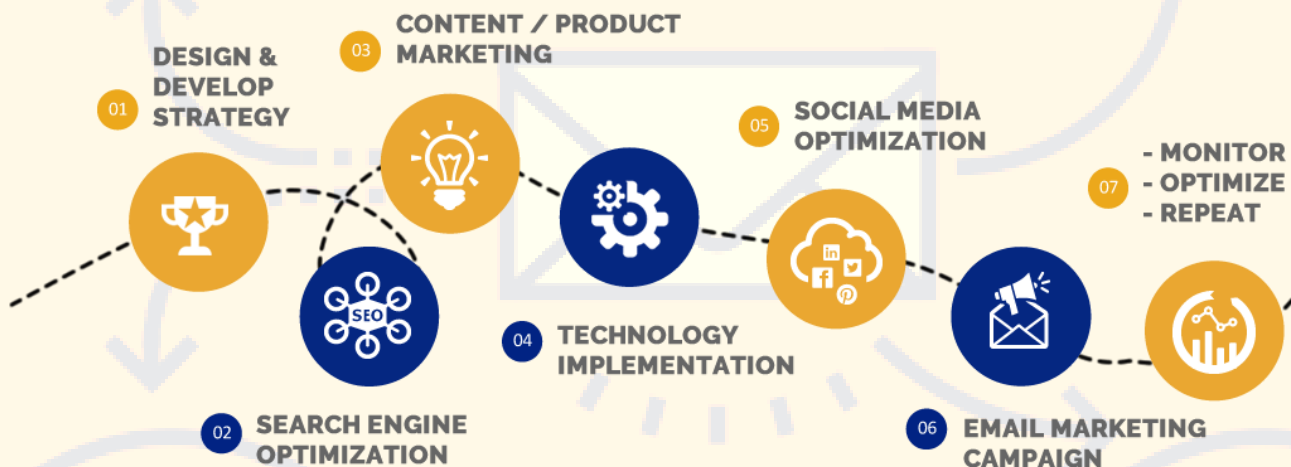 01
DESIGN &
DEVELOP
STRATEGY
02
SEARCH ENGINE
OPTIMIZATION
SEO
03
CONTENT / PRODUCT
MARKETING
04
TECHNOLOGY
IMPLEMENTATION
05
SOCIAL MEDIA
OPTIMIZATION
in
f
06
EMAIL MARKETING
CAMPAIGN
07
- MONITOR
- OPTIMIZE
- REPEAT